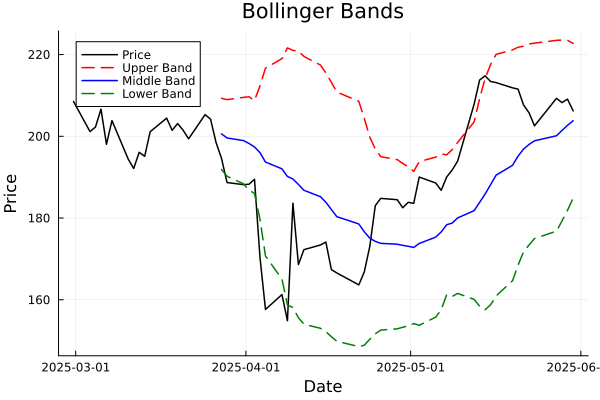 Bollinger Bands
Price
Upper Band
Middle Band
Lower Band
220
200
180
160
Price
2025-03-01
2025-04-01
2025-05-01
2025-06-
Date